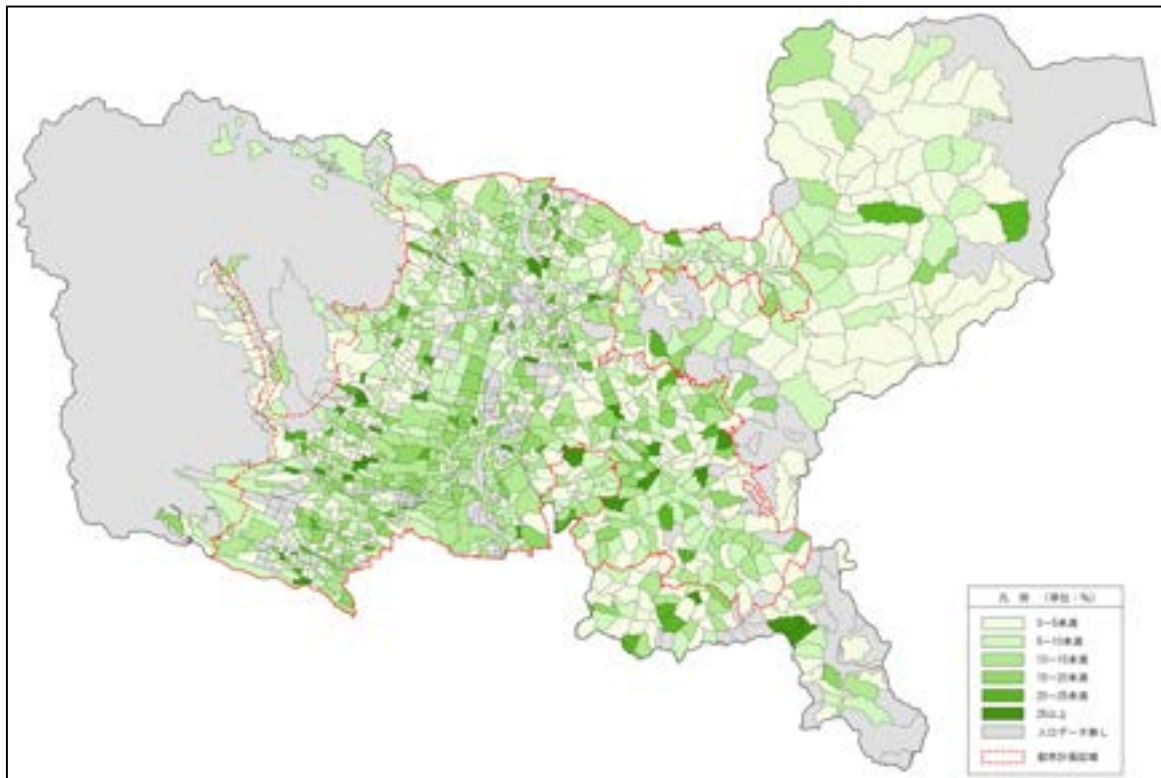 凡 例 (単位:%)
0~5未満
5~10未満
10~15未満
15~20未満
20~25未満
25以上
人口データ無し
都市計画区域